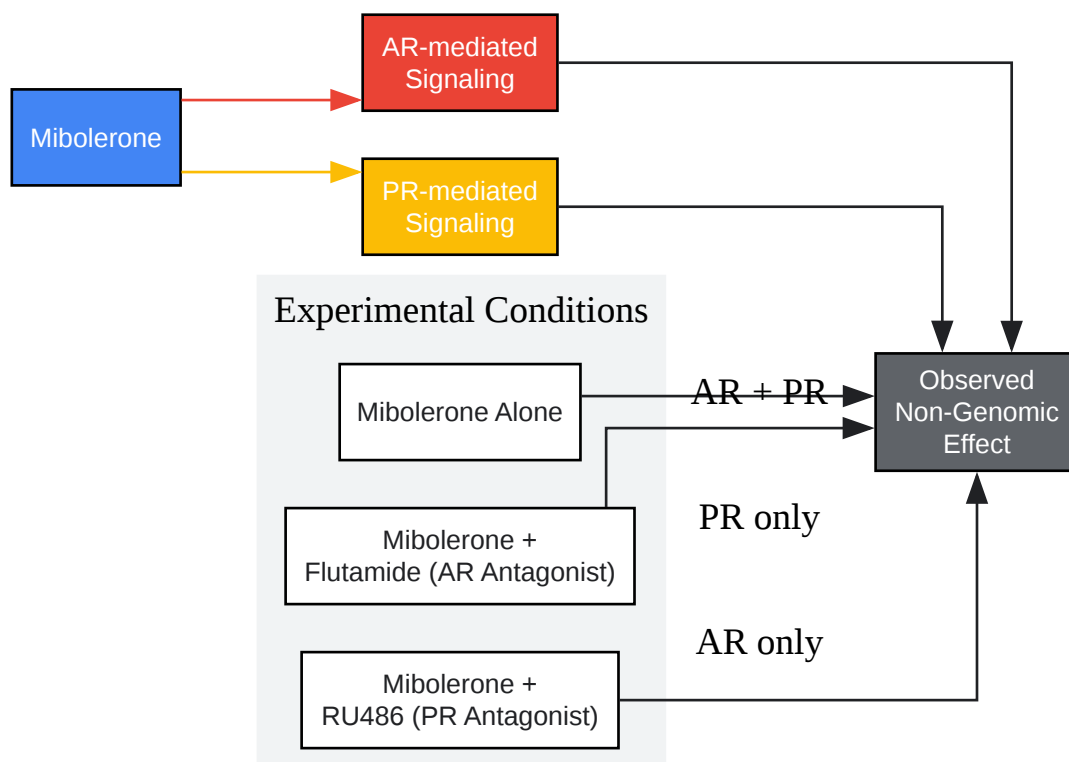 AR-mediated
Signaling
Mibolerone
PR-mediated
Signaling
Experimental Conditions
Mibolerone Alone
AR + PR
Observed
Non-Genomic
Effect
Mibolerone +
Flutamide (AR Antagonist)
PR only
Mibolerone +
RU486 (PR Antagonist)
AR only